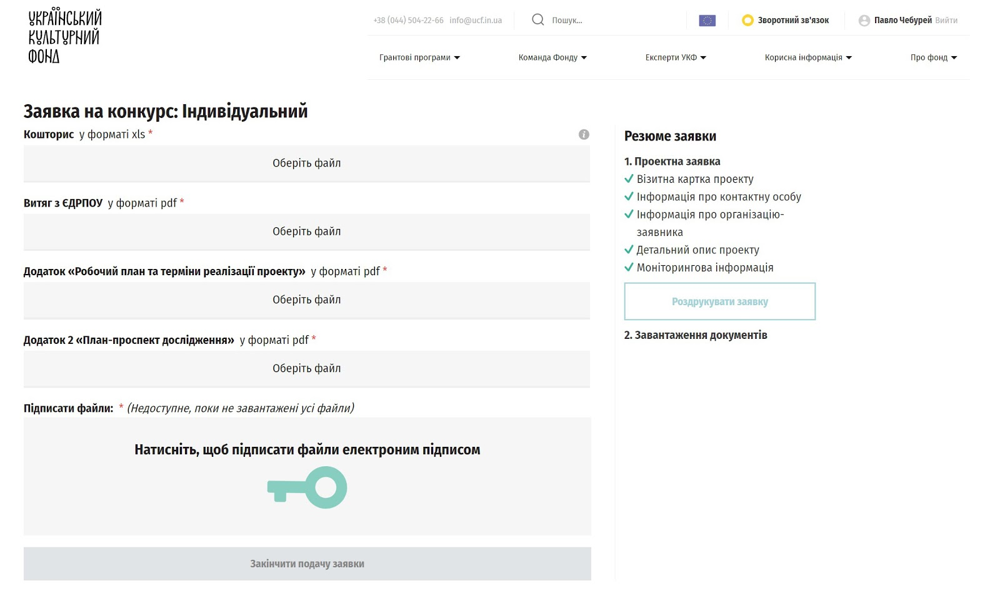 УКРАЇНСЬКИЙ
КУЛЬТУРНИЙ
ФОНД
+38 (044) 504-22-66 info@ucf.in.ua
Пошук...
Зворотний зв'язок
Павло Чебурей Вийти
Грантові програми
Команда Фонду
Експерти УКФ
Корисна інформація
Про фонд
Заявка на конкурс: Індивідуальний
Кошторис у форматі xls *
Оберіть файл
Витяг з ЄДРПОУ у форматі pdf *
Оберіть файл
Додаток «Робочий план та терміни реалізації проекту» у форматі pdf *
Оберіть файл
Додаток 2 «План-проспект дослідження» у форматі pdf *
Оберіть файл
Підписати файли: * (Недоступне, поки не завантажені усі файли)
Натисніть, щоб підписати файли електроним підписом
Закінчити подачу заявки
Резюме заявки
1. Проектна заявка
Візитна картка проекту
Інформація про контактну особу
Інформація про організацію-
заявника
Детальний опис проекту
Моніторингова інформація
Роздрукувати заявку
2. Завантаження документів